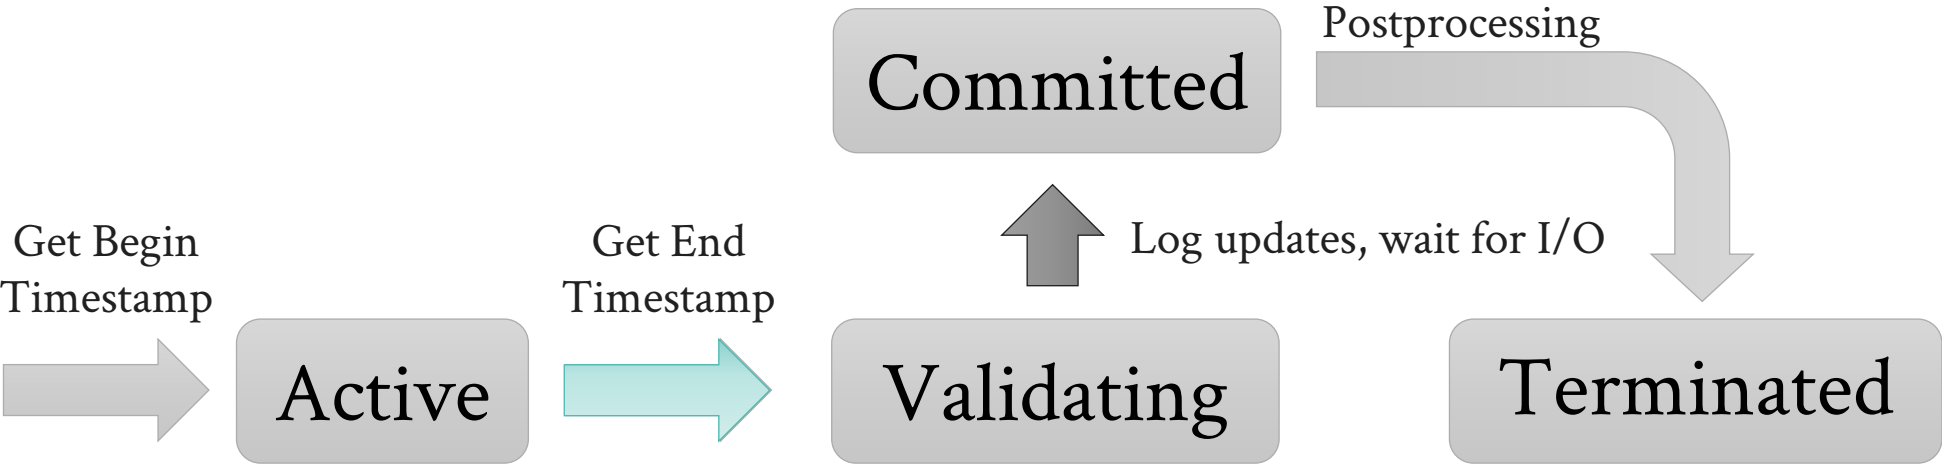 Postprocessing
Committed
Get Begin
Timestamp
Get End
Timestamp
Log updates, wait for I/O
Active
Validating
Terminated